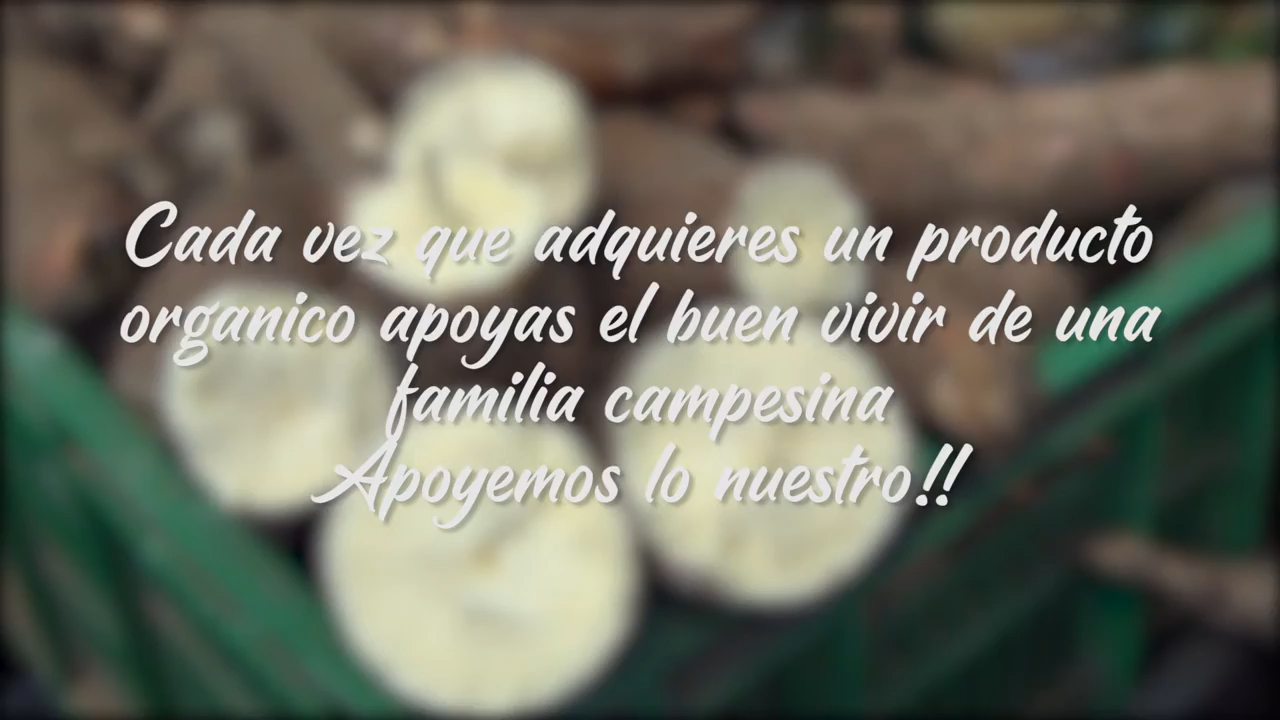 Cada vez que adquieres un producto
organico apoyas el buen vivir de una
familia campesina
Apoyemos lo nuestro!!